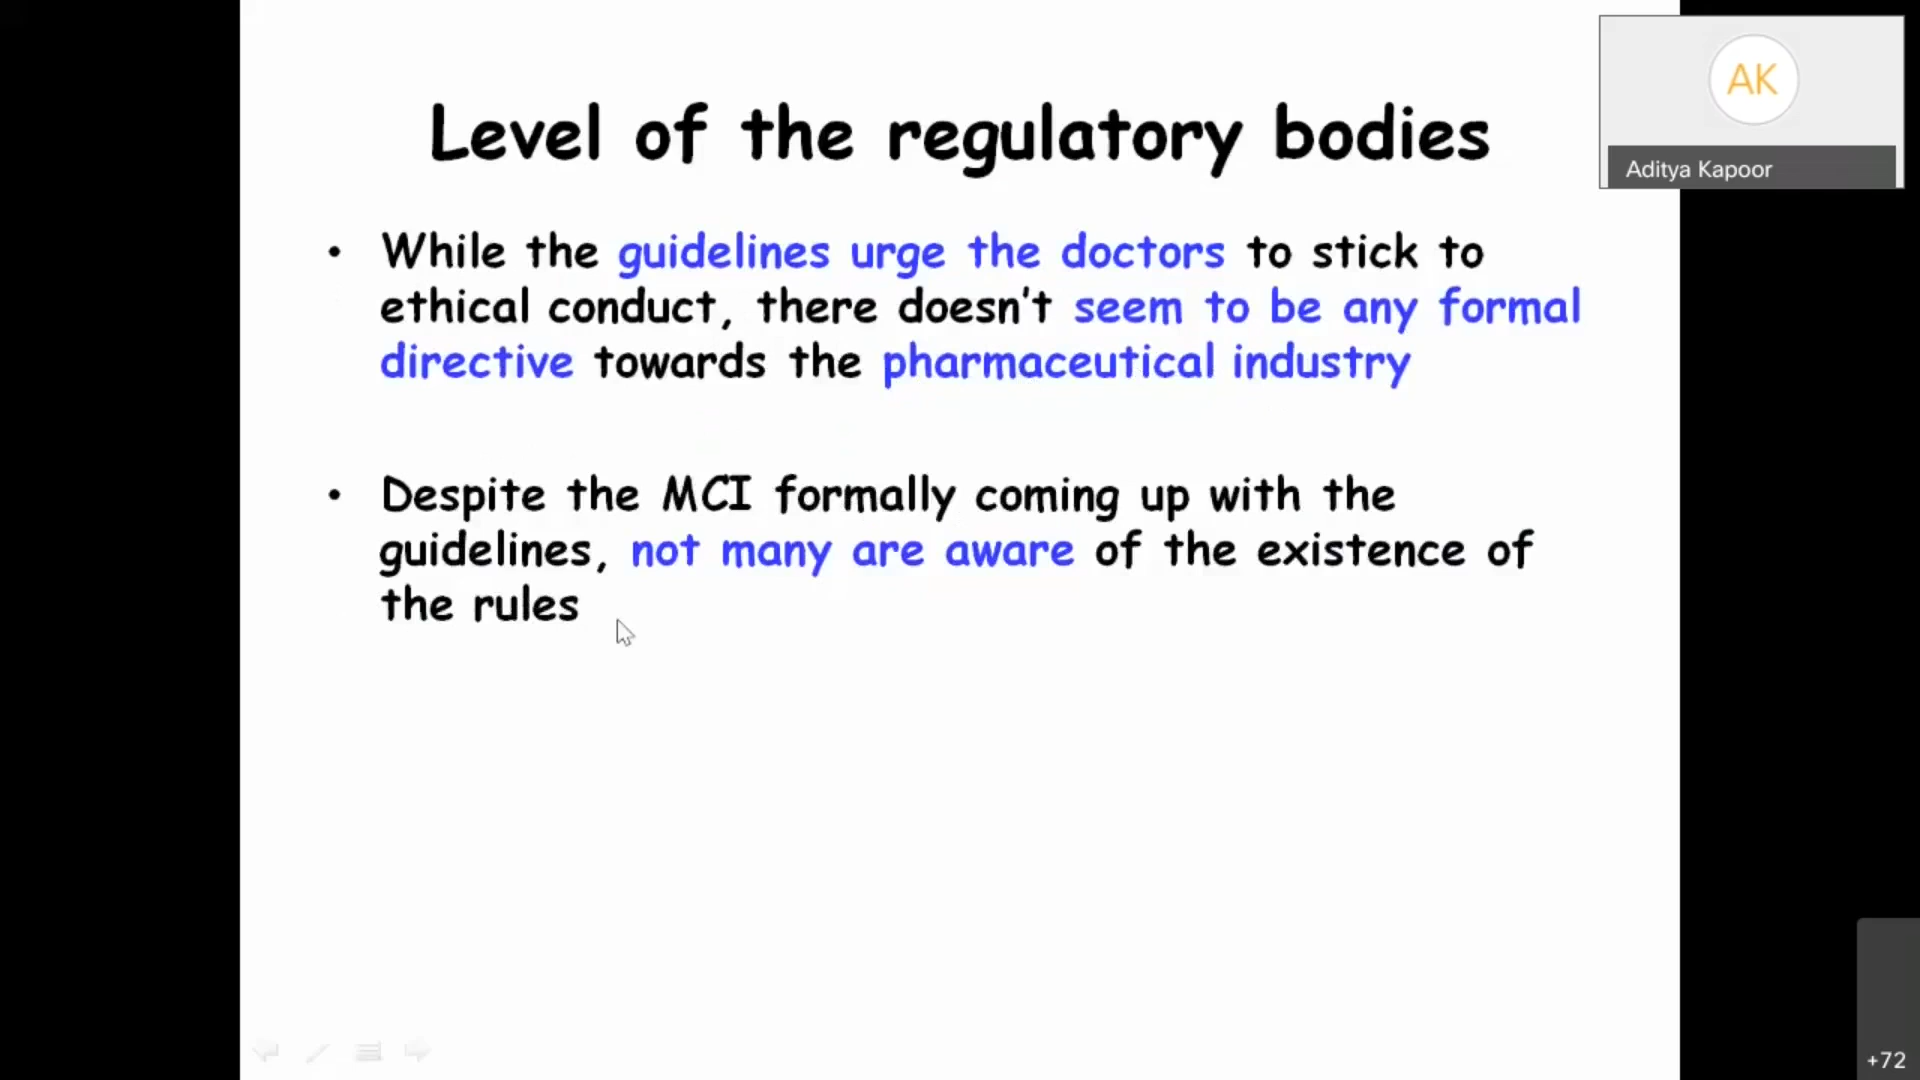 Level of the regulatory bodies
AK
Aditya Kapoor
• While the guidelines urge the doctors to stick to
ethical conduct, there doesn't seem to be any formal
directive towards the pharmaceutical industry
• Despite the MCI formally coming up with the
guidelines, not many are aware of the existence of
the rules
+72